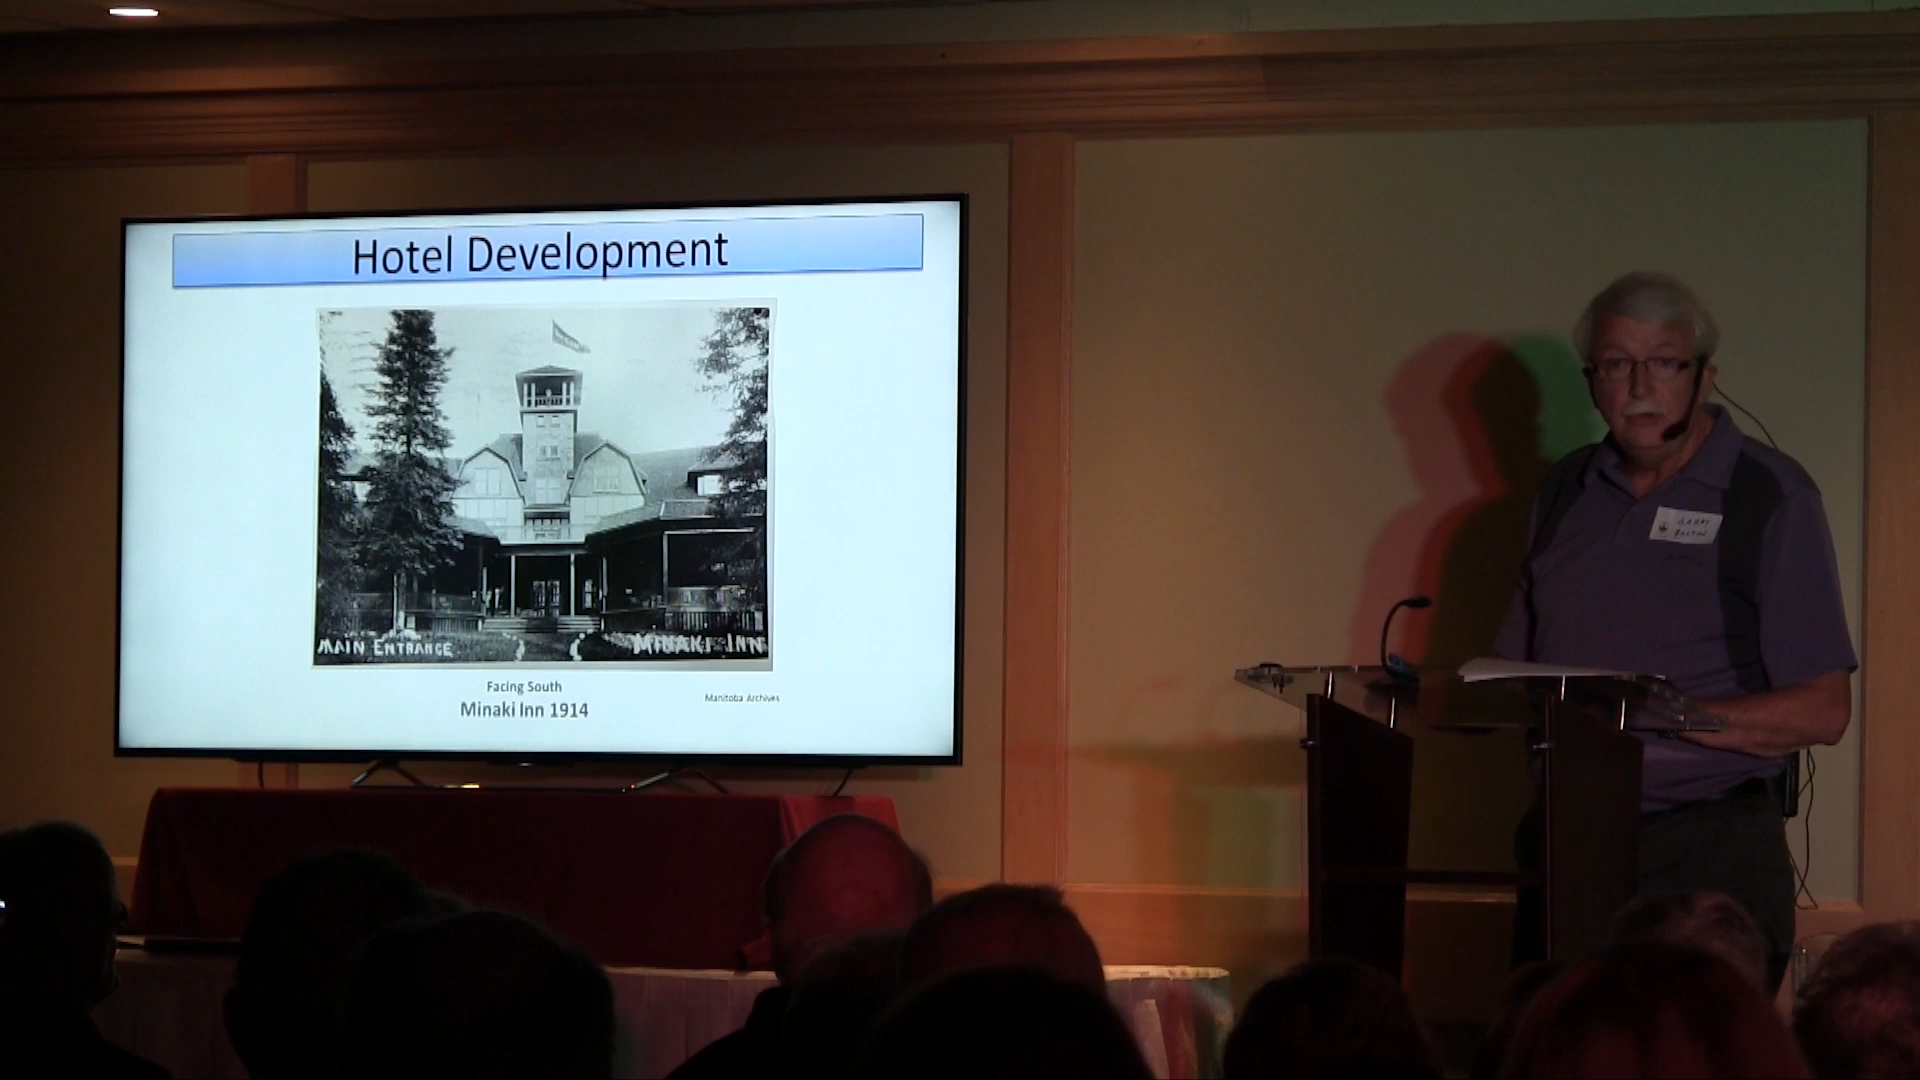 Hotel Development
MAIN ENTRANCE
MINAKI INN
Facing South
Minaki Inn 1914
Manitoba Archives